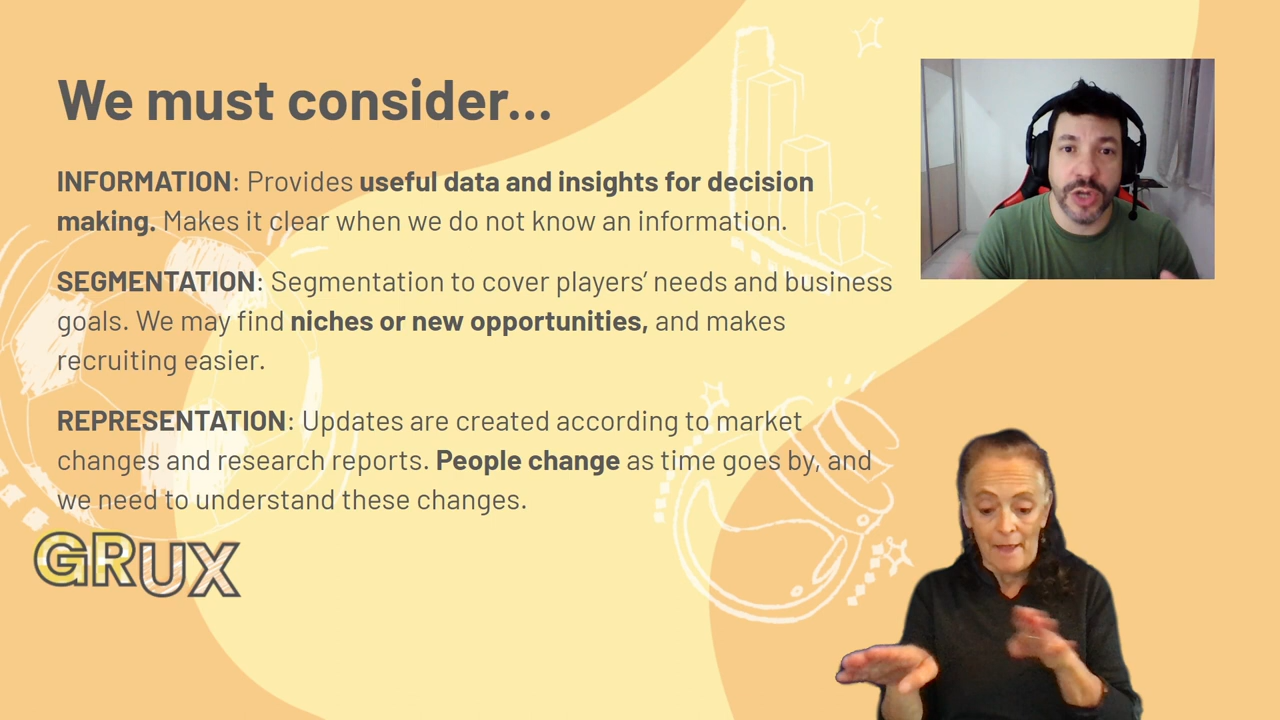 We must consider...
INFORMATION: Provides useful data and insights for decision
making. Makes it clear when we do not know an information.
SEGMENTATION: Segmentation to cover players’ needs and business
goals. We may find niches or new opportunities, and makes
recruiting easier.
REPRESENTATION: Updates are created according to market
changes and research reports. People change as time goes by, and
we need to understand these changes.
GRUX